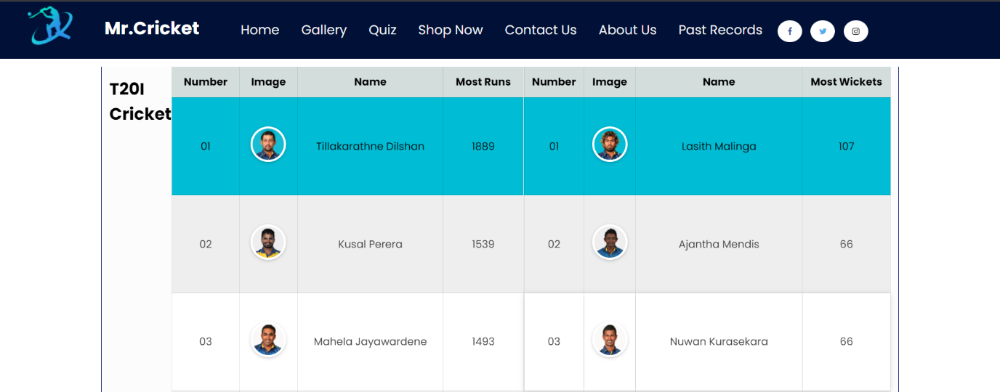 Mr.Cricket Home Gallery Quiz Shop Now Contact Us About Us Past Records
T20I
Cricket
Number Image Name Most Runs Number Image Name Most Wickets
01 Tillakarathne Dilshan 1889 01 Lasith Malinga 107
02 Kusal Perera 1539 02 Ajantha Mendis 66
03 Mahela Jayawardene 1493 03 Nuwan Kurasekara 66